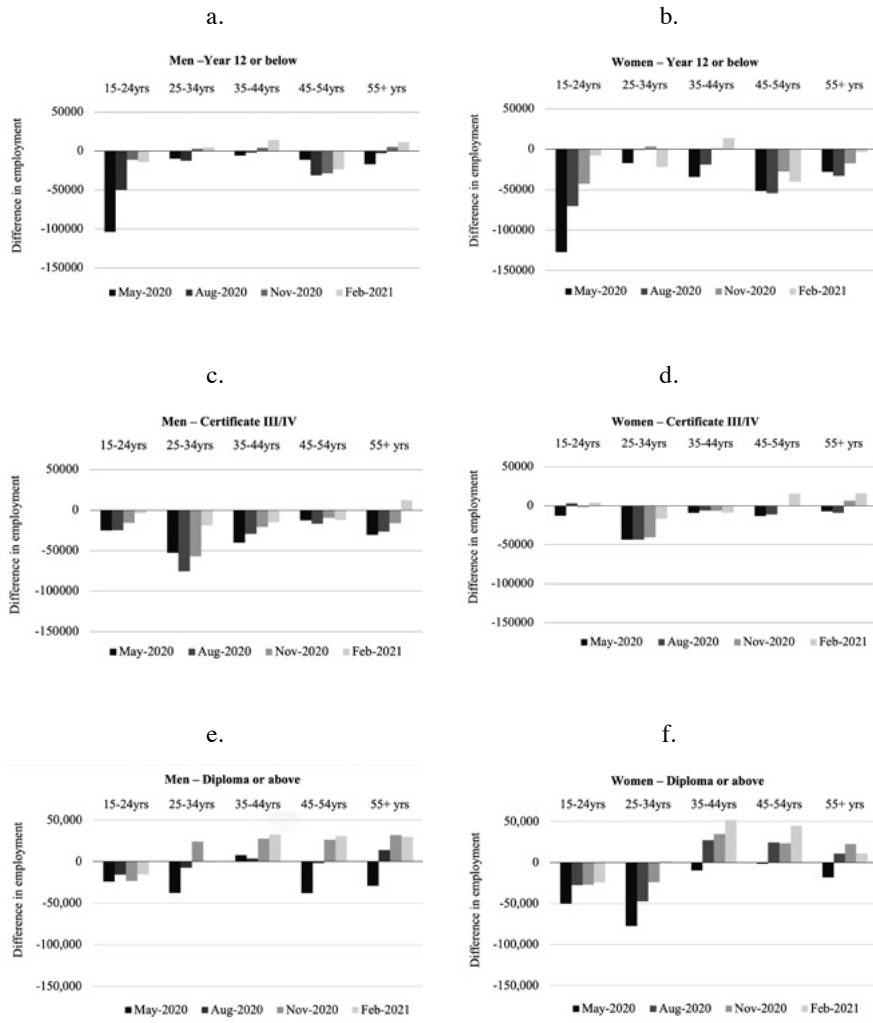 a.
Men –Year 12 or below
15-24yrs 25-34yrs 35-44yrs 45-54yrs 55+ yrs
50000
0
-50000
-100000
-150000
Difference in employment
May-2020 Aug-2020 Nov-2020 Feb-2021
b.
Women – Year 12 or below
15-24yrs 25-34yrs 35-44yrs 45-54yrs 55+ yrs
50000
0
-50000
-100000
-150000
Difference in employment
May-2020 Aug-2020 Nov-2020 Feb-2021
c.
Men – Certificate III/IV
15-24yrs 25-34yrs 35-44yrs 45-54yrs 55+ yrs
50000
0
-50000
-100000
-150000
Difference in employment
May-2020 Aug-2020 Nov-2020 Feb-2021
d.
Women – Certificate III/IV
15-24yrs 25-34yrs 35-44yrs 45-54yrs 55+ yrs
50000
0
-50000
-100000
-150000
Difference in employment
May-2020 Aug-2020 Nov-2020 Feb-2021
e.
Men – Diploma or above
15-24yrs 25-34yrs 35-44yrs 45-54yrs 55+ yrs
50,000
0
-50,000
-100,000
-150,000
Difference in employment
May-2020 Aug-2020 Nov-2020 Feb-2021
f.
Women – Diploma or above
15-24yrs 25-34yrs 35-44yrs 45-54yrs 55+ yrs
50,000
0
-50,000
-100,000
-150,000
Difference in employment
May-2020 Aug-2020 Nov-2020 Feb-2021